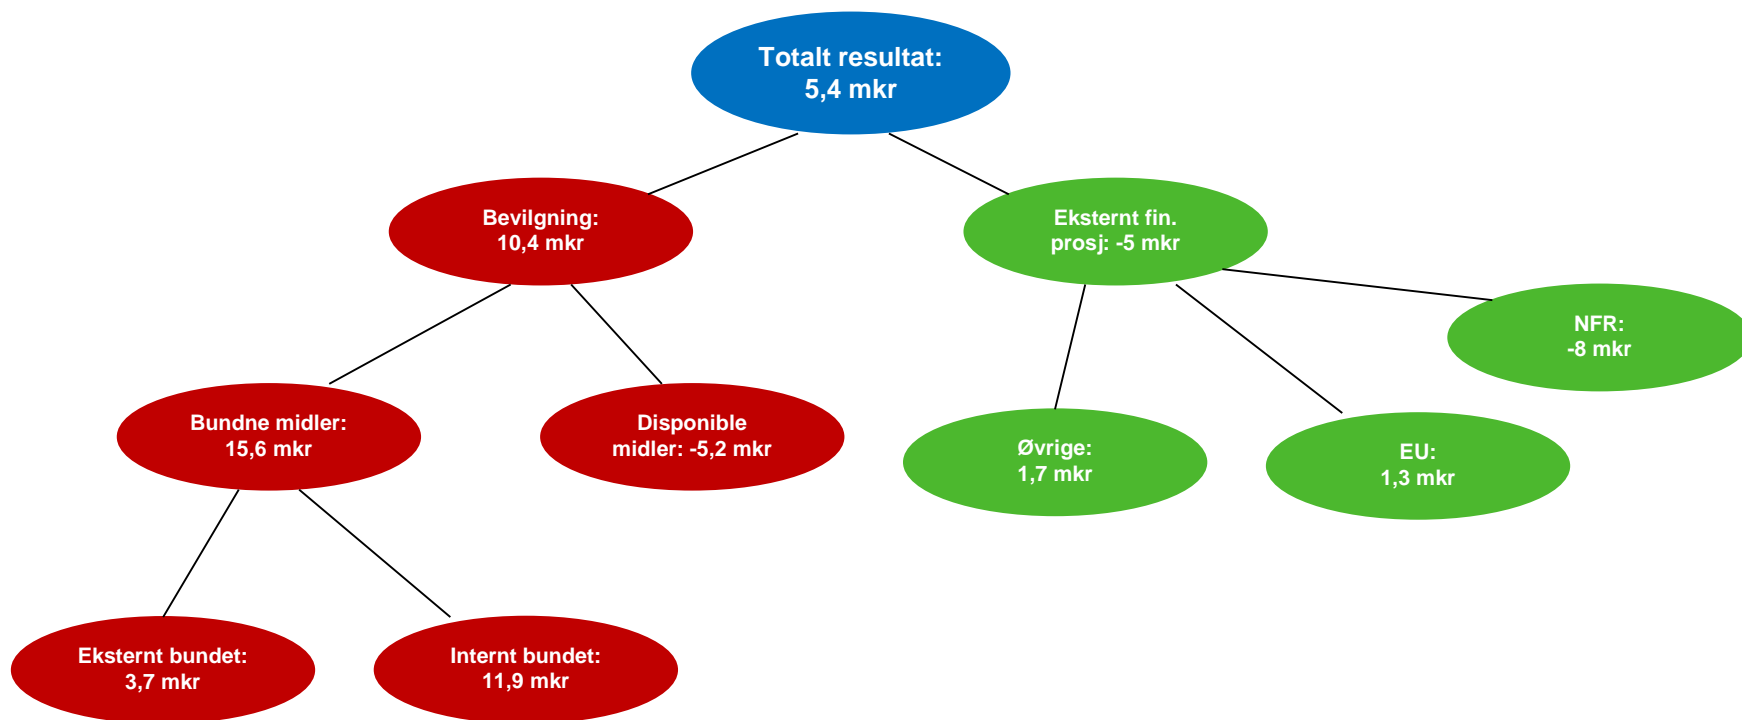 Totalt resultat:
5,4 mkr
Bevilgning:
10,4 mkr
Eksternt fin.
prosj: -5 mkr
NFR:
-8 mkr
Bundne midler:
15,6 mkr
Disponible
midler: -5,2 mkr
Øvrige:
1,7 mkr
EU:
1,3 mkr
Eksternt bundet:
3,7 mkr
Internt bundet:
11,9 mkr